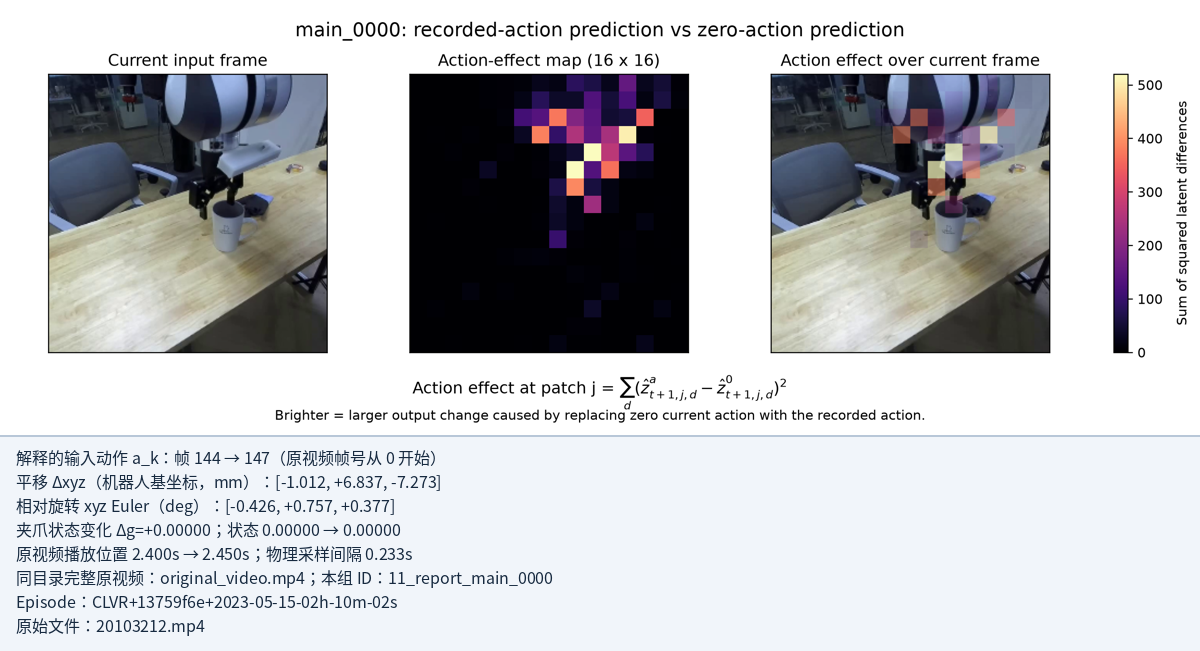 main_0000: recorded-action prediction vs zero-action prediction
Current input frame
Action-effect map (16 x 16)
Action effect over current frame
500
400
300
200
100
0
Sum of squared latent differences
Action effect at patch j = ∑_d (ẑ^a_{t+1,j,d} − ẑ^0_{t+1,j,d})²
Brighter = larger output change caused by replacing zero current action with the recorded action.
解释的输入动作 a_k：帧 144 → 147（原视频帧号从 0 开始）
平移 Δxyz（机器人基坐标，mm）：[-1.012, +6.837, -7.273]
相对旋转 xyz Euler（deg）：[-0.426, +0.757, +0.377]
夹爪状态变化 Δg=+0.00000；状态 0.00000 → 0.00000
原视频播放位置 2.400s → 2.450s；物理采样间隔 0.233s
同目录完整原视频：original_video.mp4；本组 ID：11_report_main_0000
Episode：CLVR+13759f6e+2023-05-15-02h-10m-02s
原始文件：20103212.mp4